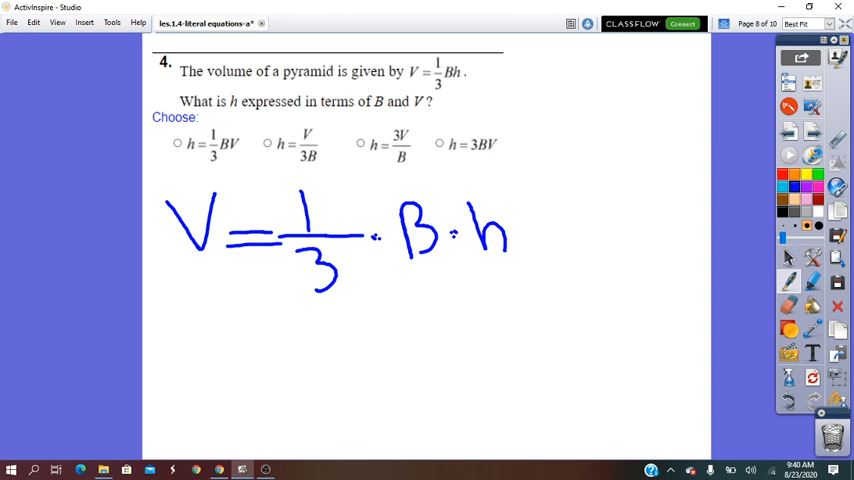 ActivInspire - Studio
File Edit View Insert Tools Help
les.1.4-literal equations-a*
CLASSFLOW Connect
Page 8 of 10
Best Fit
4. The volume of a pyramid is given by V = 1/3 Bh.
What is h expressed in terms of B and V?
Choose:
h = 1/3 BV h = V/3B h = 3V/B h = 3BV
V = 1/3 · B · h
9:40 AM
8/23/2020